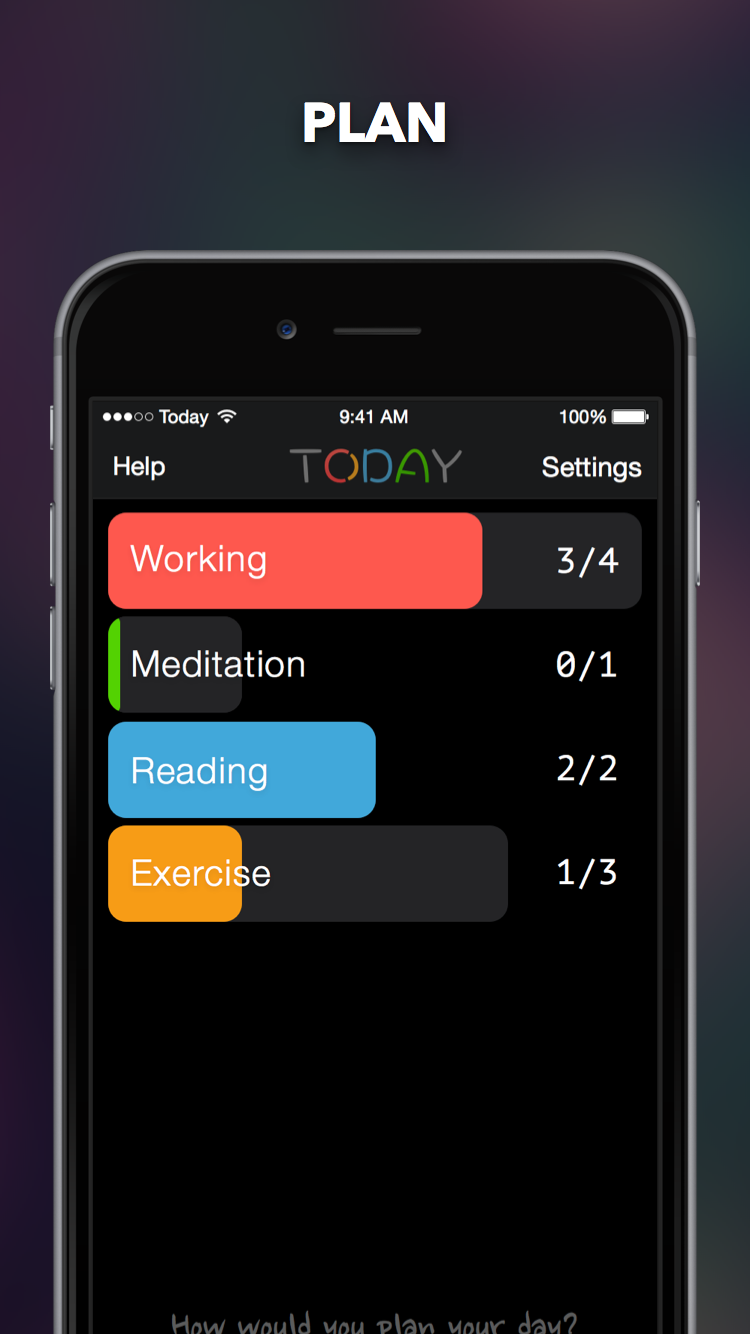 PLAN
Today 9:41 AM 100%
Help TODAY Settings
Working 3/4
Meditation 0/1
Reading 2/2
Exercise 1/3
How would you plan your day?